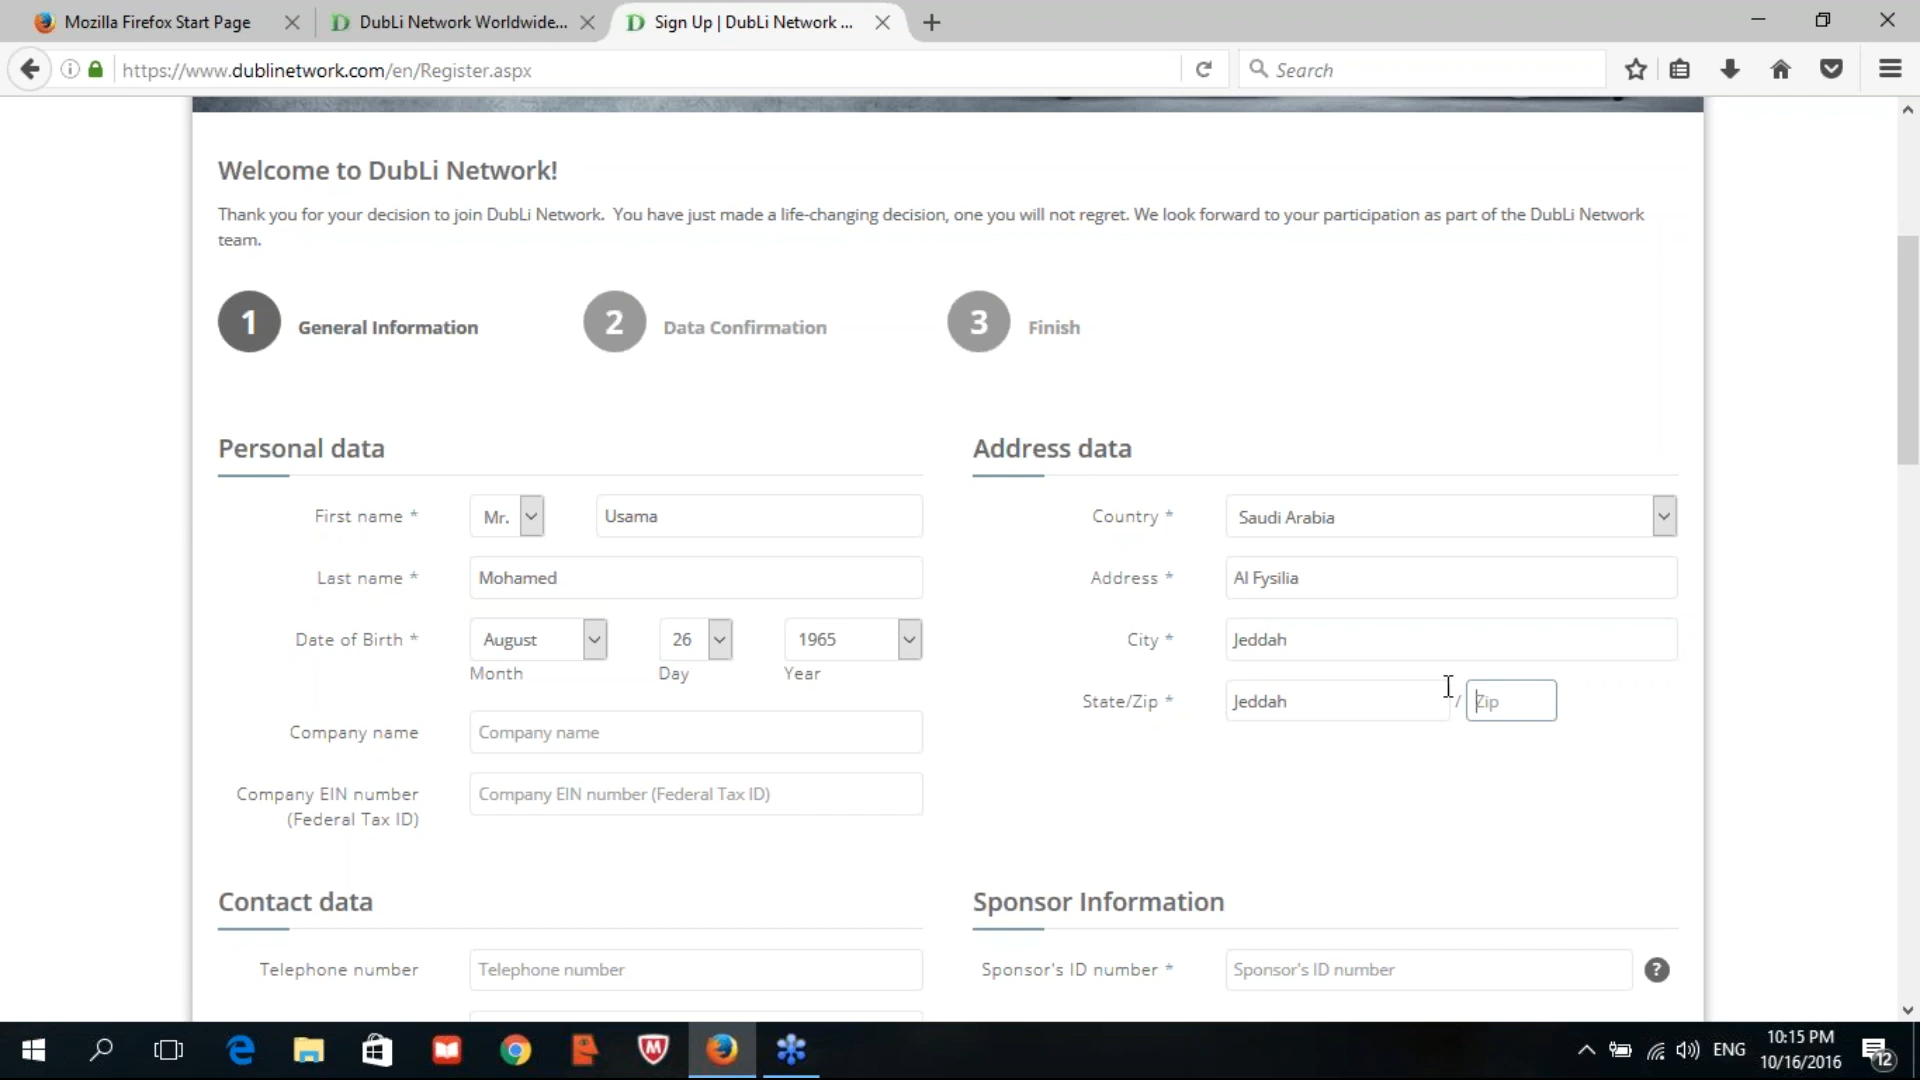 Mozilla Firefox Start Page
DubLi Network Worldwide...
Sign Up | DubLi Network ...
https://www.dublinetwork.com/en/Register.aspx
Search
Welcome to DubLi Network!
Thank you for your decision to join DubLi Network.  You have just made a life-changing decision, one you will not regret. We look forward to your participation as part of the DubLi Network
team.
1 General Information
2 Data Confirmation
3 Finish
Personal data
First name *
Mr.
Usama
Last name *
Mohamed
Date of Birth *
August
26
1965
Month
Day
Year
Company name
Company name
Company EIN number
(Federal Tax ID)
Company EIN number (Federal Tax ID)
Address data
Country *
Saudi Arabia
Address *
Al Fysilia
City *
Jeddah
State/Zip *
Jeddah
/
Zip
Contact data
Telephone number
Telephone number
Sponsor Information
Sponsor's ID number *
Sponsor's ID number
?
ENG
10:15 PM
10/16/2016
12